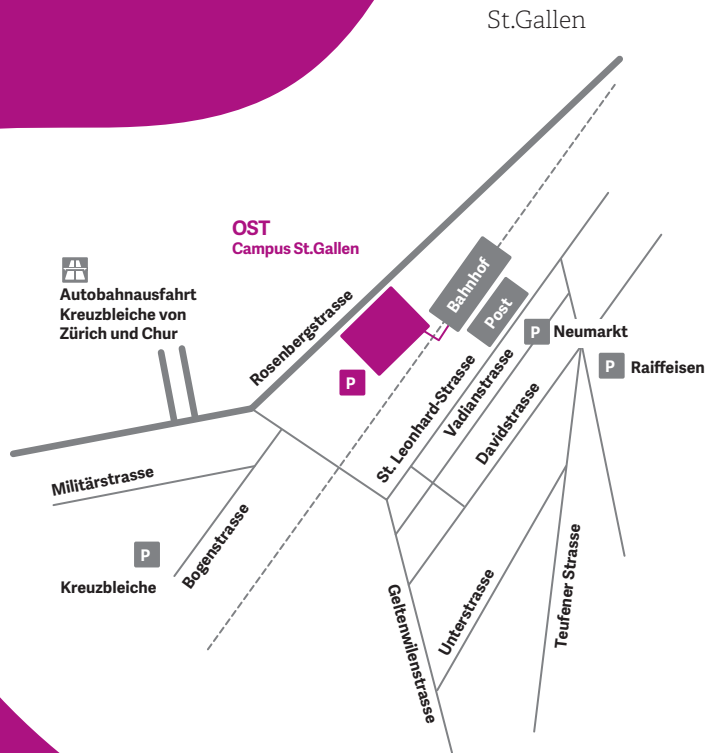 St.Gallen
OST
Campus St.Gallen
Autobahnausfahrt
Kreuzbleiche von
Zürich und Chur
Rosenbergstrasse
Bahnhof
Post
P
Neumarkt
P
Raiffeisen
P
St. Leonhard-Strasse
Vadianstrasse
Davidstrasse
Militärstrasse
Bogenstrasse
P
Kreuzbleiche
Geltenwilenstrasse
Unterstrasse
Teufener Strasse